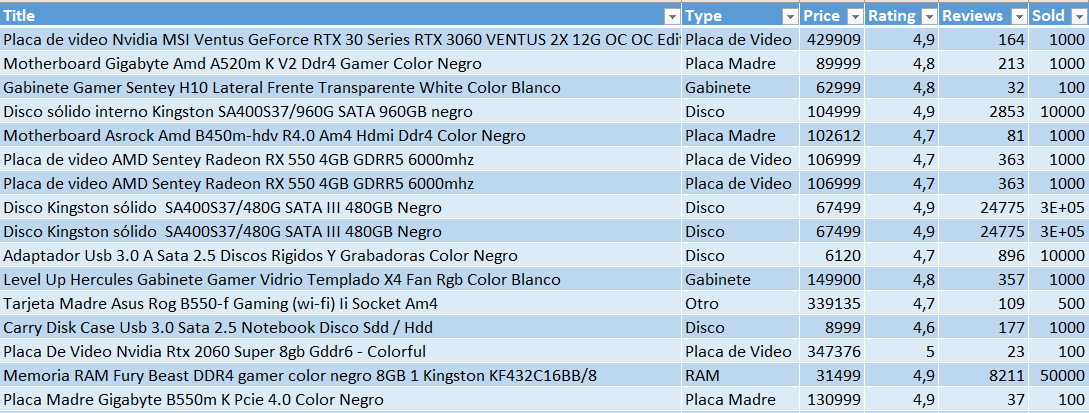 Title Type Price Rating Reviews Sold
Placa de video Nvidia MSI Ventus GeForce RTX 30 Series RTX 3060 VENTUS 2X 12G OC OC Edit Placa de Video 429909 4,9 164 1000
Motherboard Gigabyte Amd A520m K V2 Ddr4 Gamer Color Negro Placa Madre 89999 4,8 213 1000
Gabinete Gamer Sentey H10 Lateral Frente Transparente White Color Blanco Gabinete 62999 4,8 32 100
Disco sólido interno Kingston SA400S37/960G SATA 960GB negro Disco 104999 4,9 2853 10000
Motherboard Asrock Amd B450m-hdv R4.0 Am4 Hdmi Ddr4 Color Negro Placa Madre 102612 4,7 81 1000
Placa de video AMD Sentey Radeon RX 550 4GB GDRR5 6000mhz Placa de Video 106999 4,7 363 1000
Placa de video AMD Sentey Radeon RX 550 4GB GDRR5 6000mhz Placa de Video 106999 4,7 363 1000
Disco Kingston sólido  SA400S37/480G SATA III 480GB Negro Disco 67499 4,9 24775 3E+05
Disco Kingston sólido  SA400S37/480G SATA III 480GB Negro Disco 67499 4,9 24775 3E+05
Adaptador Usb 3.0 A Sata 2.5 Discos Rigidos Y Grabadoras Color Negro Disco 6120 4,7 896 10000
Level Up Hercules Gabinete Gamer Vidrio Templado X4 Fan Rgb Color Blanco Gabinete 149900 4,8 357 1000
Tarjeta Madre Asus Rog B550-f Gaming (wi-fi) Ii Socket Am4 Otro 339135 4,7 109 500
Carry Disk Case Usb 3.0 Sata 2.5 Notebook Disco Sdd / Hdd Disco 8999 4,6 177 1000
Placa De Video Nvidia Rtx 2060 Super 8gb Gddr6 - Colorful Placa de Video 347376 5 23 100
Memoria RAM Fury Beast DDR4 gamer color negro 8GB 1 Kingston KF432C16BB/8 RAM 31499 4,9 8211 50000
Placa Madre Gigabyte B550m K Pcie 4.0 Color Negro Placa Madre 130999 4,9 37 100